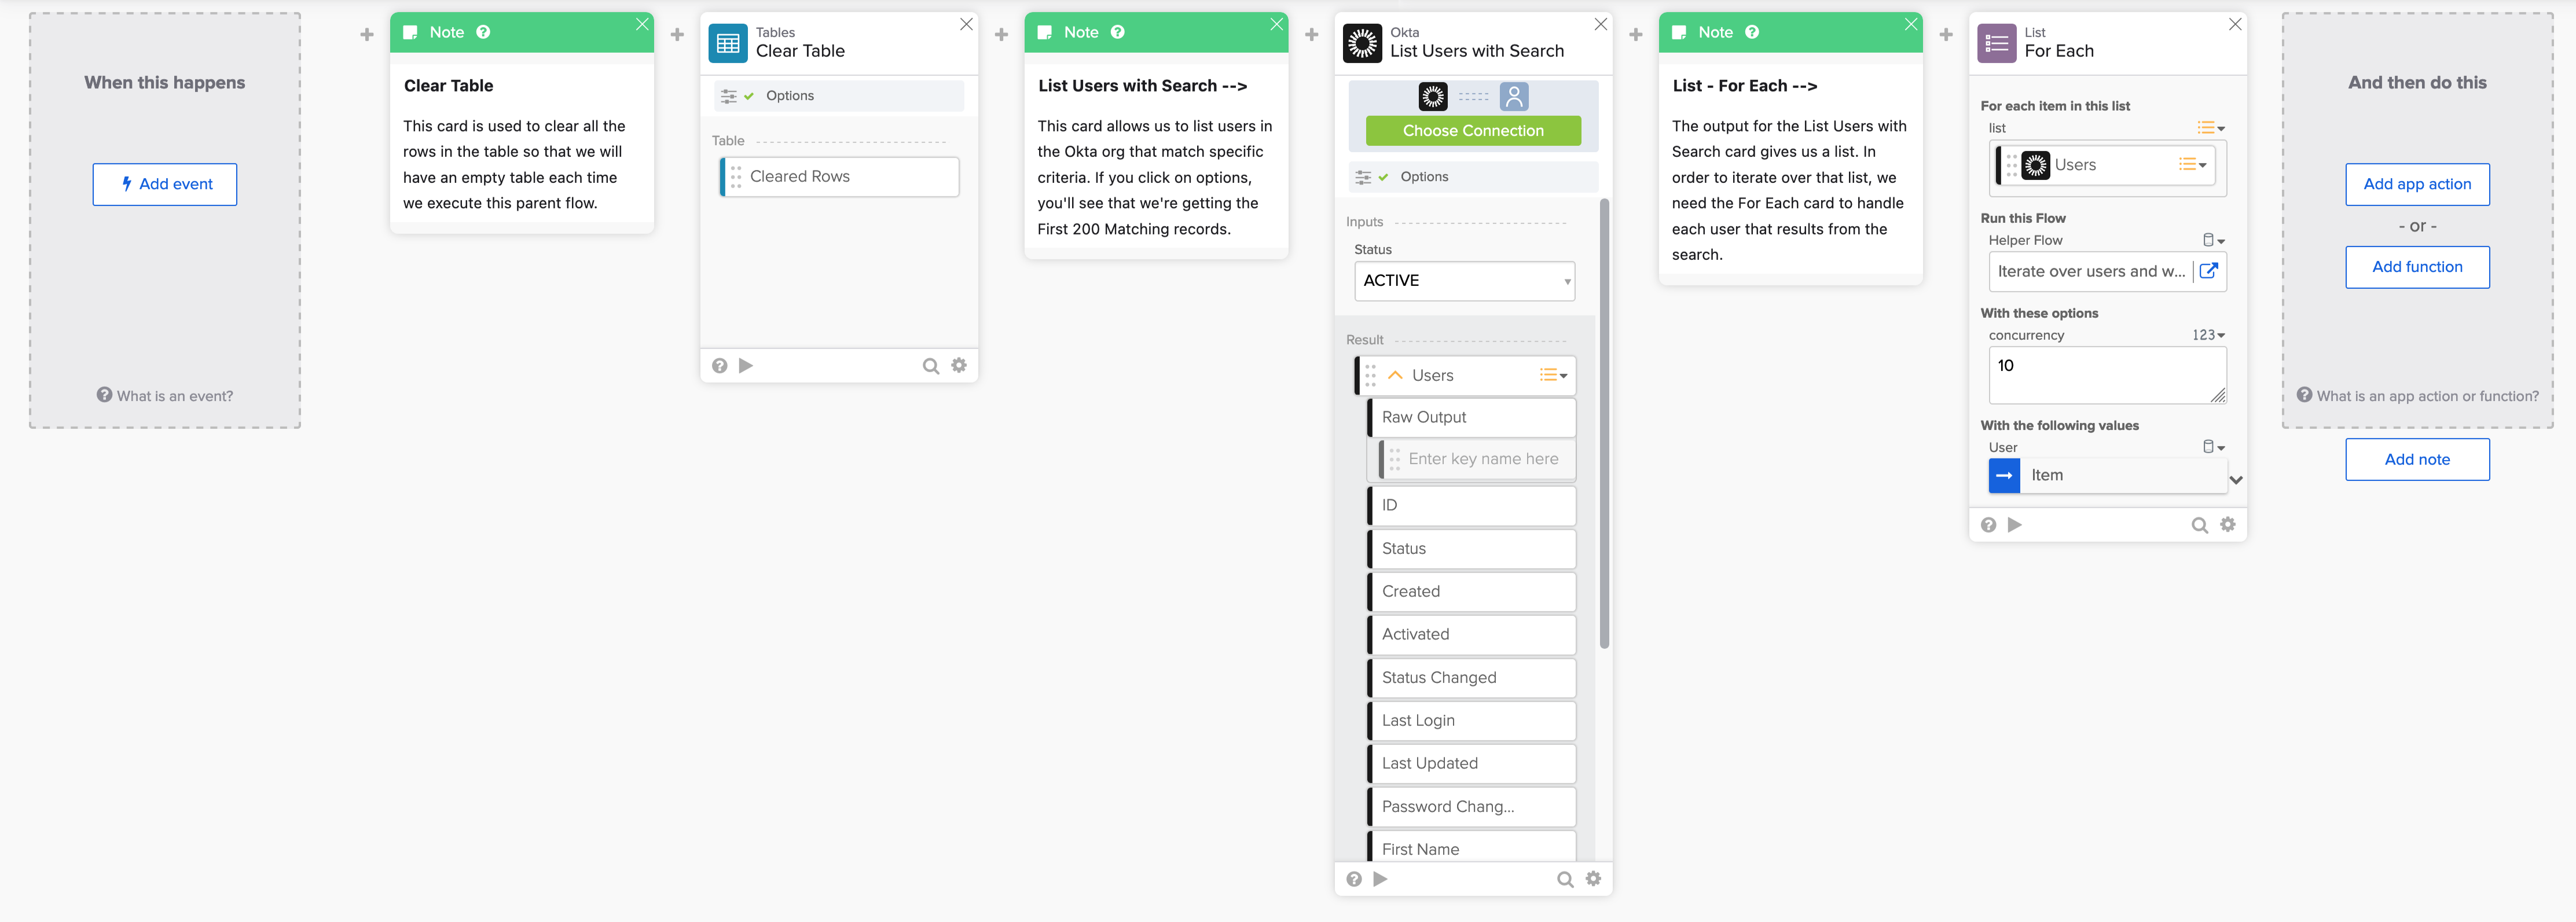 When this happens
Add event
What is an event?
Note
Clear Table
This card is used to clear all the
rows in the table so that we will
have an empty table each time
we execute this parent flow.
Tables
Clear Table
Options
Table
Cleared Rows
Note
List Users with Search -->
This card allows us to list users in
the Okta org that match specific
criteria. If you click on options,
you'll see that we're getting the
First 200 Matching records.
Okta
List Users with Search
Choose Connection
Options
Inputs
Status
ACTIVE
Result
Users
Raw Output
Enter key name here
ID
Status
Created
Activated
Status Changed
Last Login
Last Updated
Password Chang...
First Name
Note
List - For Each -->
The output for the List Users with
Search card gives us a list. In
order to iterate over that list, we
need the For Each card to handle
each user that results from the
search.
List
For Each
For each item in this list
list
Users
Run this Flow
Helper Flow
Iterate over users and w...
With these options
concurrency
123
10
With the following values
User
Item
And then do this
Add app action
- or -
Add function
What is an app action or function?
Add note